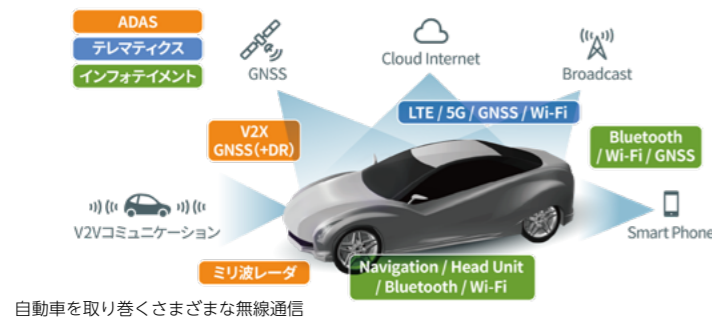 ADAS
テレマティクス
インフォテイメント
GNSS
Cloud Internet
Broadcast
LTE / 5G / GNSS / Wi-Fi
V2X
GNSS(+DR)
Bluetooth
/ Wi-Fi / GNSS
V2Vコミュニケーション
Smart Phone
ミリ波レーダ
Navigation / Head Unit
/ Bluetooth / Wi-Fi
自動車を取り巻くさまざまな無線通信